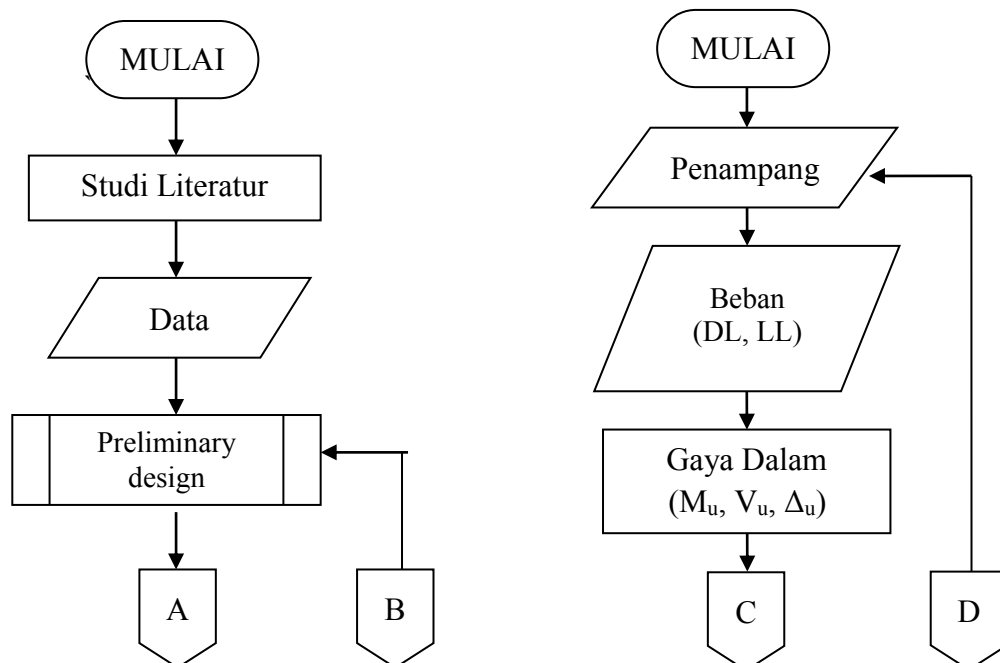 MULAI
Studi Literatur
Data
Preliminary
design
A
B
MULAI
Penampang
Beban
(DL, LL)
Gaya Dalam
(Mᵤ, Vᵤ, Δᵤ)
C
D